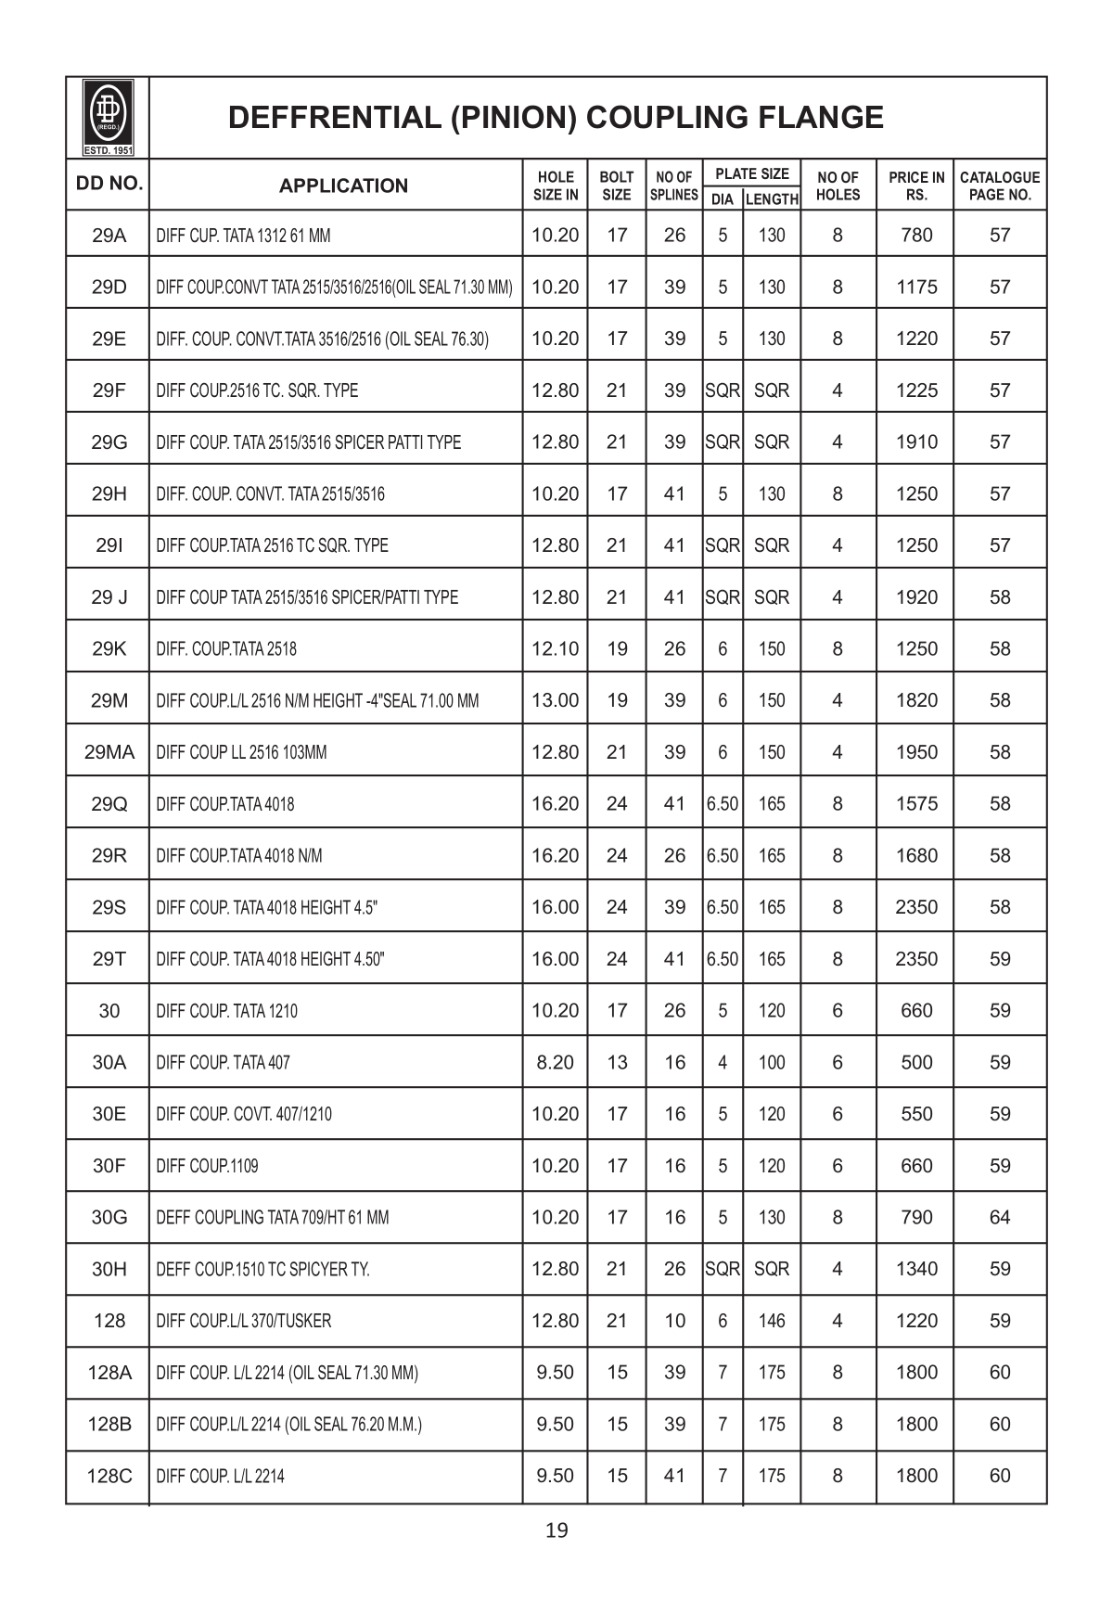 DD
(REGD.)
ESTD. 1951
DEFFRENTIAL (PINION) COUPLING FLANGE
DD NO. APPLICATION HOLE SIZE IN BOLT SIZE NO OF SPLINES PLATE SIZE DIA LENGTH NO OF HOLES PRICE IN RS. CATALOGUE PAGE NO.
29A DIFF CUP. TATA 1312 61 MM 10.20 17 26 5 130 8 780 57
29D DIFF COUP.CONVT TATA 2515/3516/2516(OIL SEAL 71.30 MM) 10.20 17 39 5 130 8 1175 57
29E DIFF. COUP. CONVT.TATA 3516/2516 (OIL SEAL 76.30) 10.20 17 39 5 130 8 1220 57
29F DIFF COUP.2516 TC. SQR. TYPE 12.80 21 39 SQR SQR 4 1225 57
29G DIFF COUP. TATA 2515/3516 SPICER PATTI TYPE 12.80 21 39 SQR SQR 4 1910 57
29H DIFF. COUP. CONVT. TATA 2515/3516 10.20 17 41 5 130 8 1250 57
29I DIFF COUP.TATA 2516 TC SQR. TYPE 12.80 21 41 SQR SQR 4 1250 57
29 J DIFF COUP TATA 2515/3516 SPICER/PATTI TYPE 12.80 21 41 SQR SQR 4 1920 58
29K DIFF. COUP.TATA 2518 12.10 19 26 6 150 8 1250 58
29M DIFF COUP.L/L 2516 N/M HEIGHT -4"SEAL 71.00 MM 13.00 19 39 6 150 4 1820 58
29MA DIFF COUP LL 2516 103MM 12.80 21 39 6 150 4 1950 58
29Q DIFF COUP.TATA 4018 16.20 24 41 6.50 165 8 1575 58
29R DIFF COUP.TATA 4018 N/M 16.20 24 26 6.50 165 8 1680 58
29S DIFF COUP. TATA 4018 HEIGHT 4.5" 16.00 24 39 6.50 165 8 2350 58
29T DIFF COUP. TATA 4018 HEIGHT 4.50" 16.00 24 41 6.50 165 8 2350 59
30 DIFF COUP. TATA 1210 10.20 17 26 5 120 6 660 59
30A DIFF COUP. TATA 407 8.20 13 16 4 100 6 500 59
30E DIFF COUP. COVT. 407/1210 10.20 17 16 5 120 6 550 59
30F DIFF COUP.1109 10.20 17 16 5 120 6 660 59
30G DEFF COUPLING TATA 709/HT 61 MM 10.20 17 16 5 130 8 790 64
30H DEFF COUP.1510 TC SPICYER TY. 12.80 21 26 SQR SQR 4 1340 59
128 DIFF COUP.L/L 370/TUSKER 12.80 21 10 6 146 4 1220 59
128A DIFF COUP. L/L 2214 (OIL SEAL 71.30 MM) 9.50 15 39 7 175 8 1800 60
128B DIFF COUP.L/L 2214 (OIL SEAL 76.20 M.M.) 9.50 15 39 7 175 8 1800 60
128C DIFF COUP. L/L 2214 9.50 15 41 7 175 8 1800 60
19